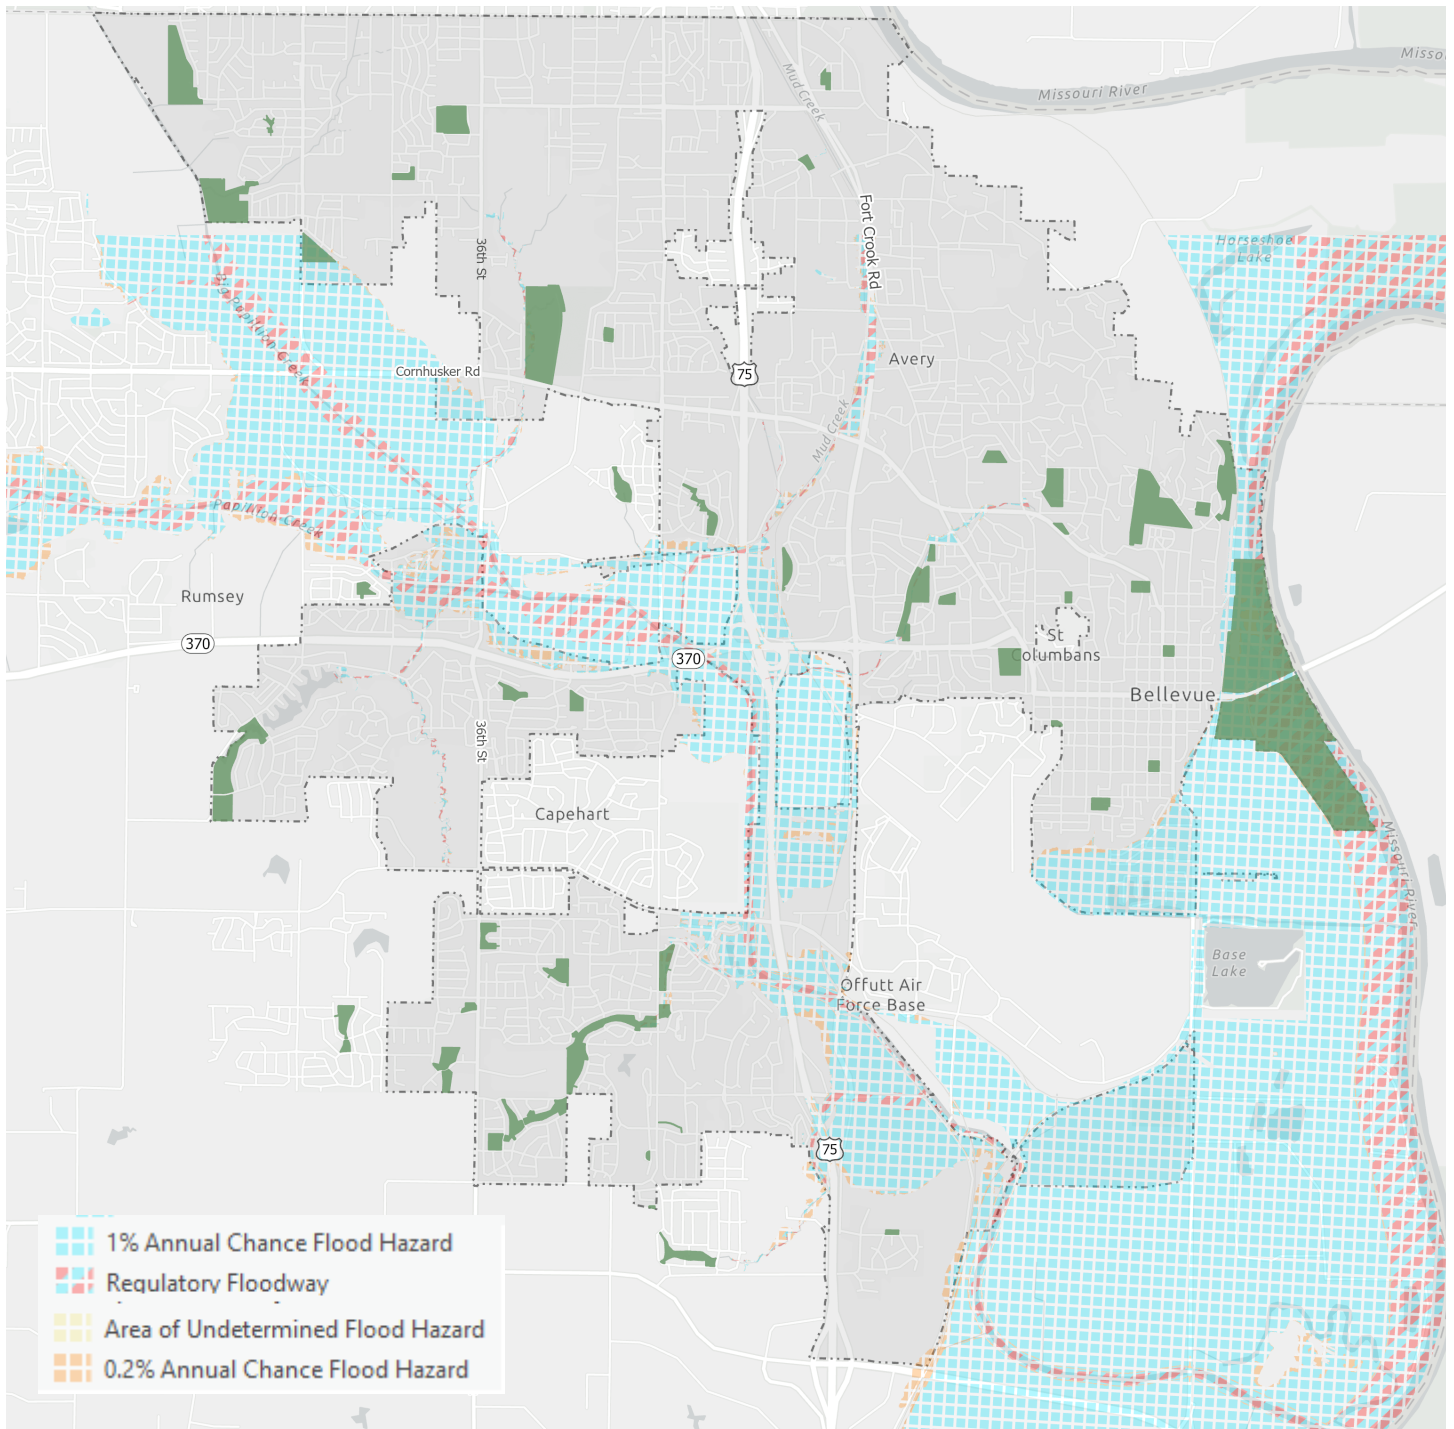 Missouri River
Misso
Mud Creek
Fort Crook Rd
36th St
Horseshoe
Lake
Big Papillion Creek
Avery
75
Cornhusker Rd
Mud Creek
Papillion Creek
Rumsey
370
370
St
Columbans
Bellevue
36th St
Capehart
Missouri River
Base
Lake
Offutt Air
Force Base
75
1% Annual Chance Flood Hazard
Regulatory Floodway
Area of Undetermined Flood Hazard
0.2% Annual Chance Flood Hazard